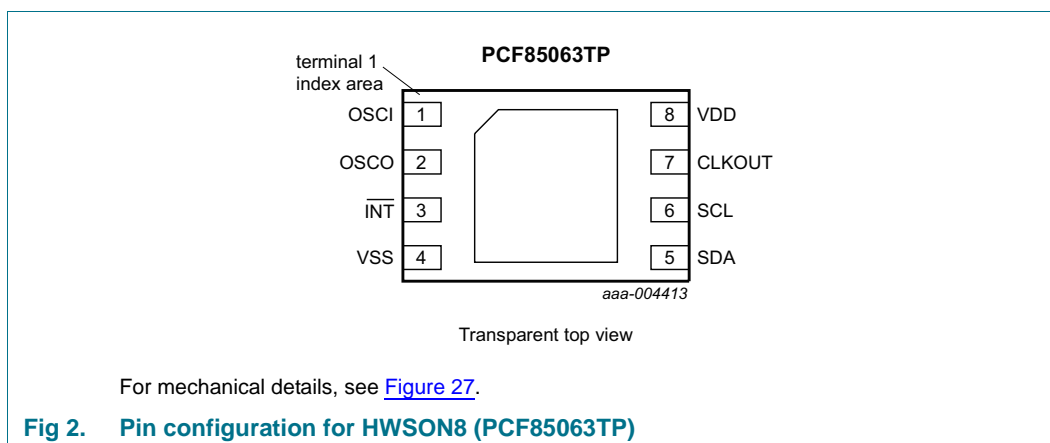 PCF85063TP
terminal 1
index area
OSCI 1 8 VDD
OSCO 2 7 CLKOUT
INT 3 6 SCL
VSS 4 5 SDA
aaa-004413
Transparent top view
For mechanical details, see Figure 27.
Fig 2. Pin configuration for HWSON8 (PCF85063TP)